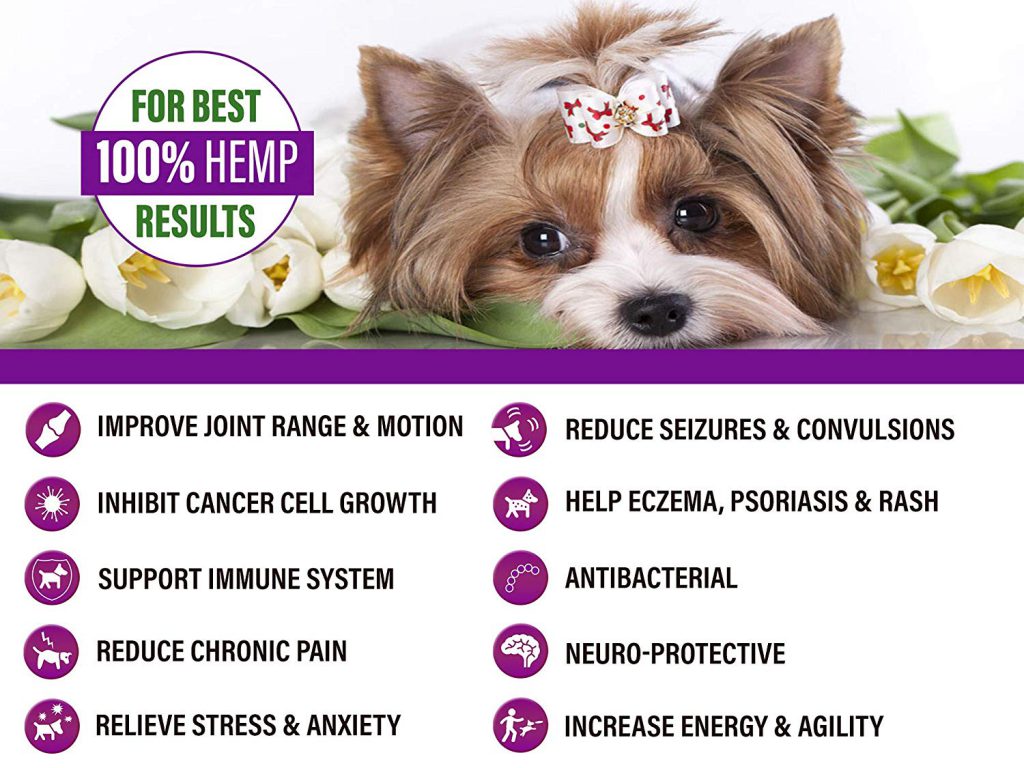 FOR BEST
100% HEMP
RESULTS
IMPROVE JOINT RANGE & MOTION
INHIBIT CANCER CELL GROWTH
SUPPORT IMMUNE SYSTEM
REDUCE CHRONIC PAIN
RELIEVE STRESS & ANXIETY
REDUCE SEIZURES & CONVULSIONS
HELP ECZEMA, PSORIASIS & RASH
ANTIBACTERIAL
NEURO-PROTECTIVE
INCREASE ENERGY & AGILITY